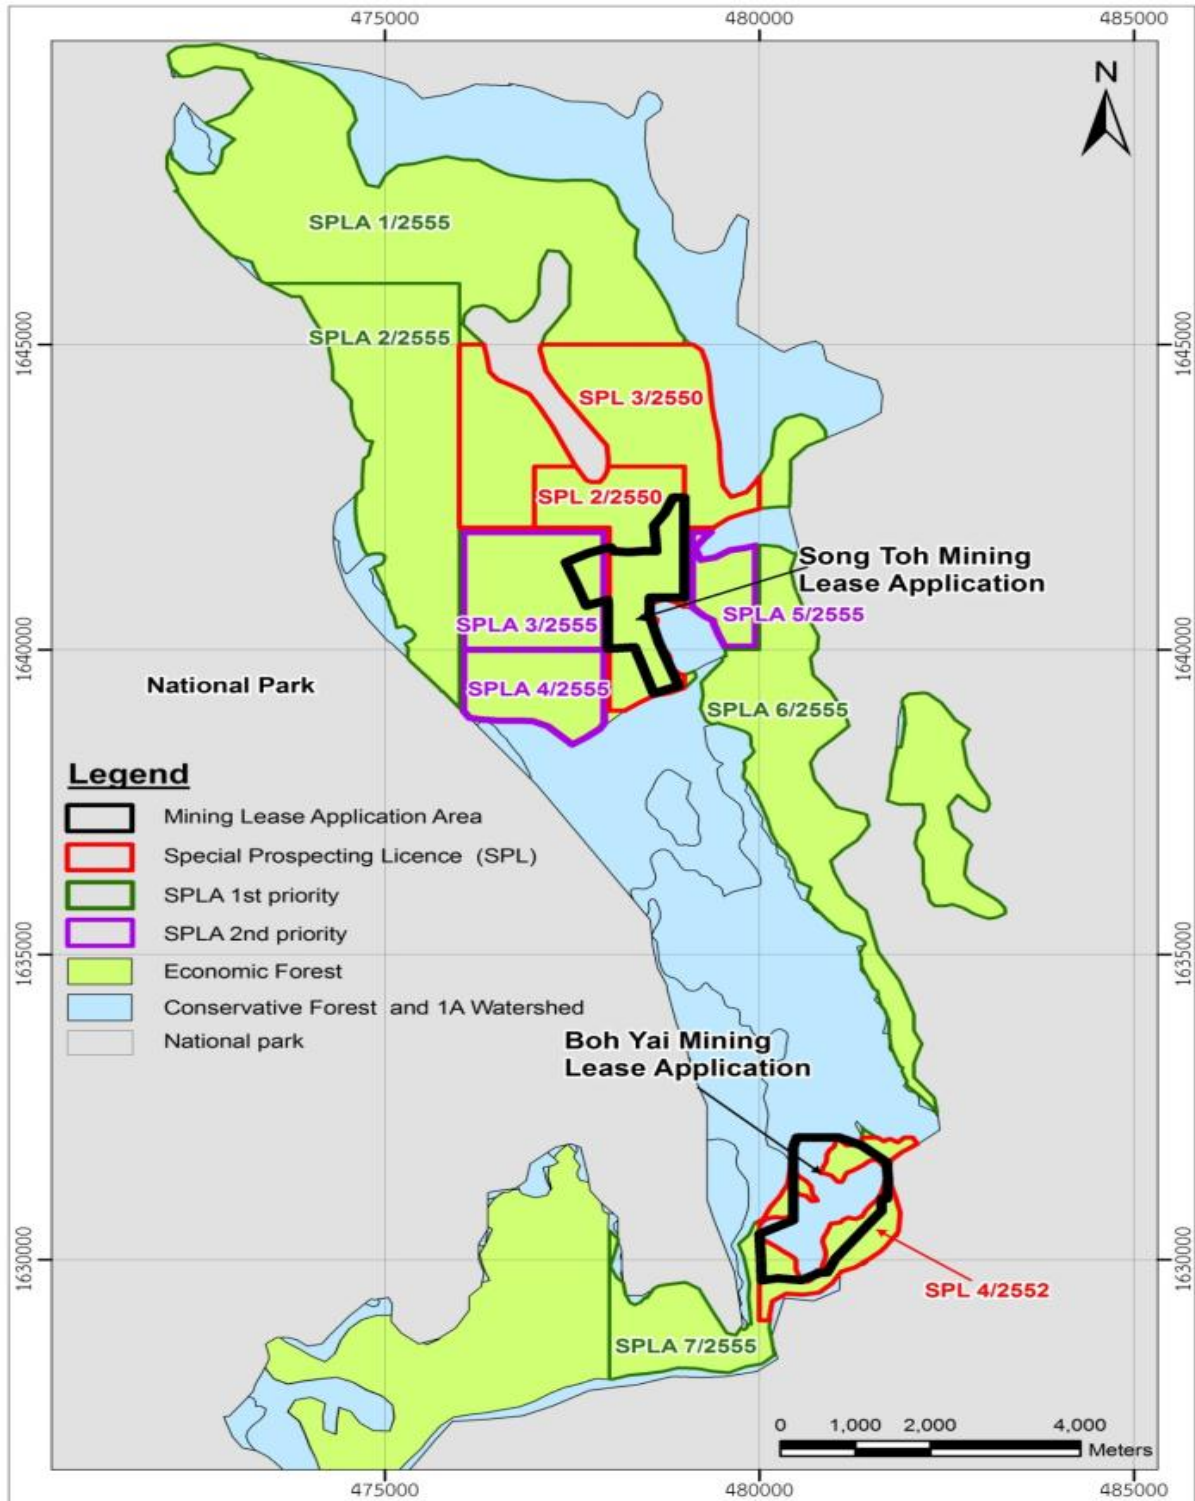 475000
480000
485000
N
SPLA 1/2555
SPLA 2/2555
1645000
1645000
SPL 3/2550
SPL 2/2550
Song Toh Mining
Lease Application
SPLA 3/2555
SPLA 5/2555
1640000
1640000
National Park
SPLA 4/2555
SPLA 6/2555
Legend
Mining Lease Application Area
Special Prospecting Licence (SPL)
SPLA 1st priority
SPLA 2nd priority
Economic Forest
Conservative Forest and 1A Watershed
National park
1635000
1635000
Boh Yai Mining
Lease Application
1630000
1630000
SPL 4/2552
SPLA 7/2555
0 1,000 2,000 4,000
Meters
475000
480000
485000